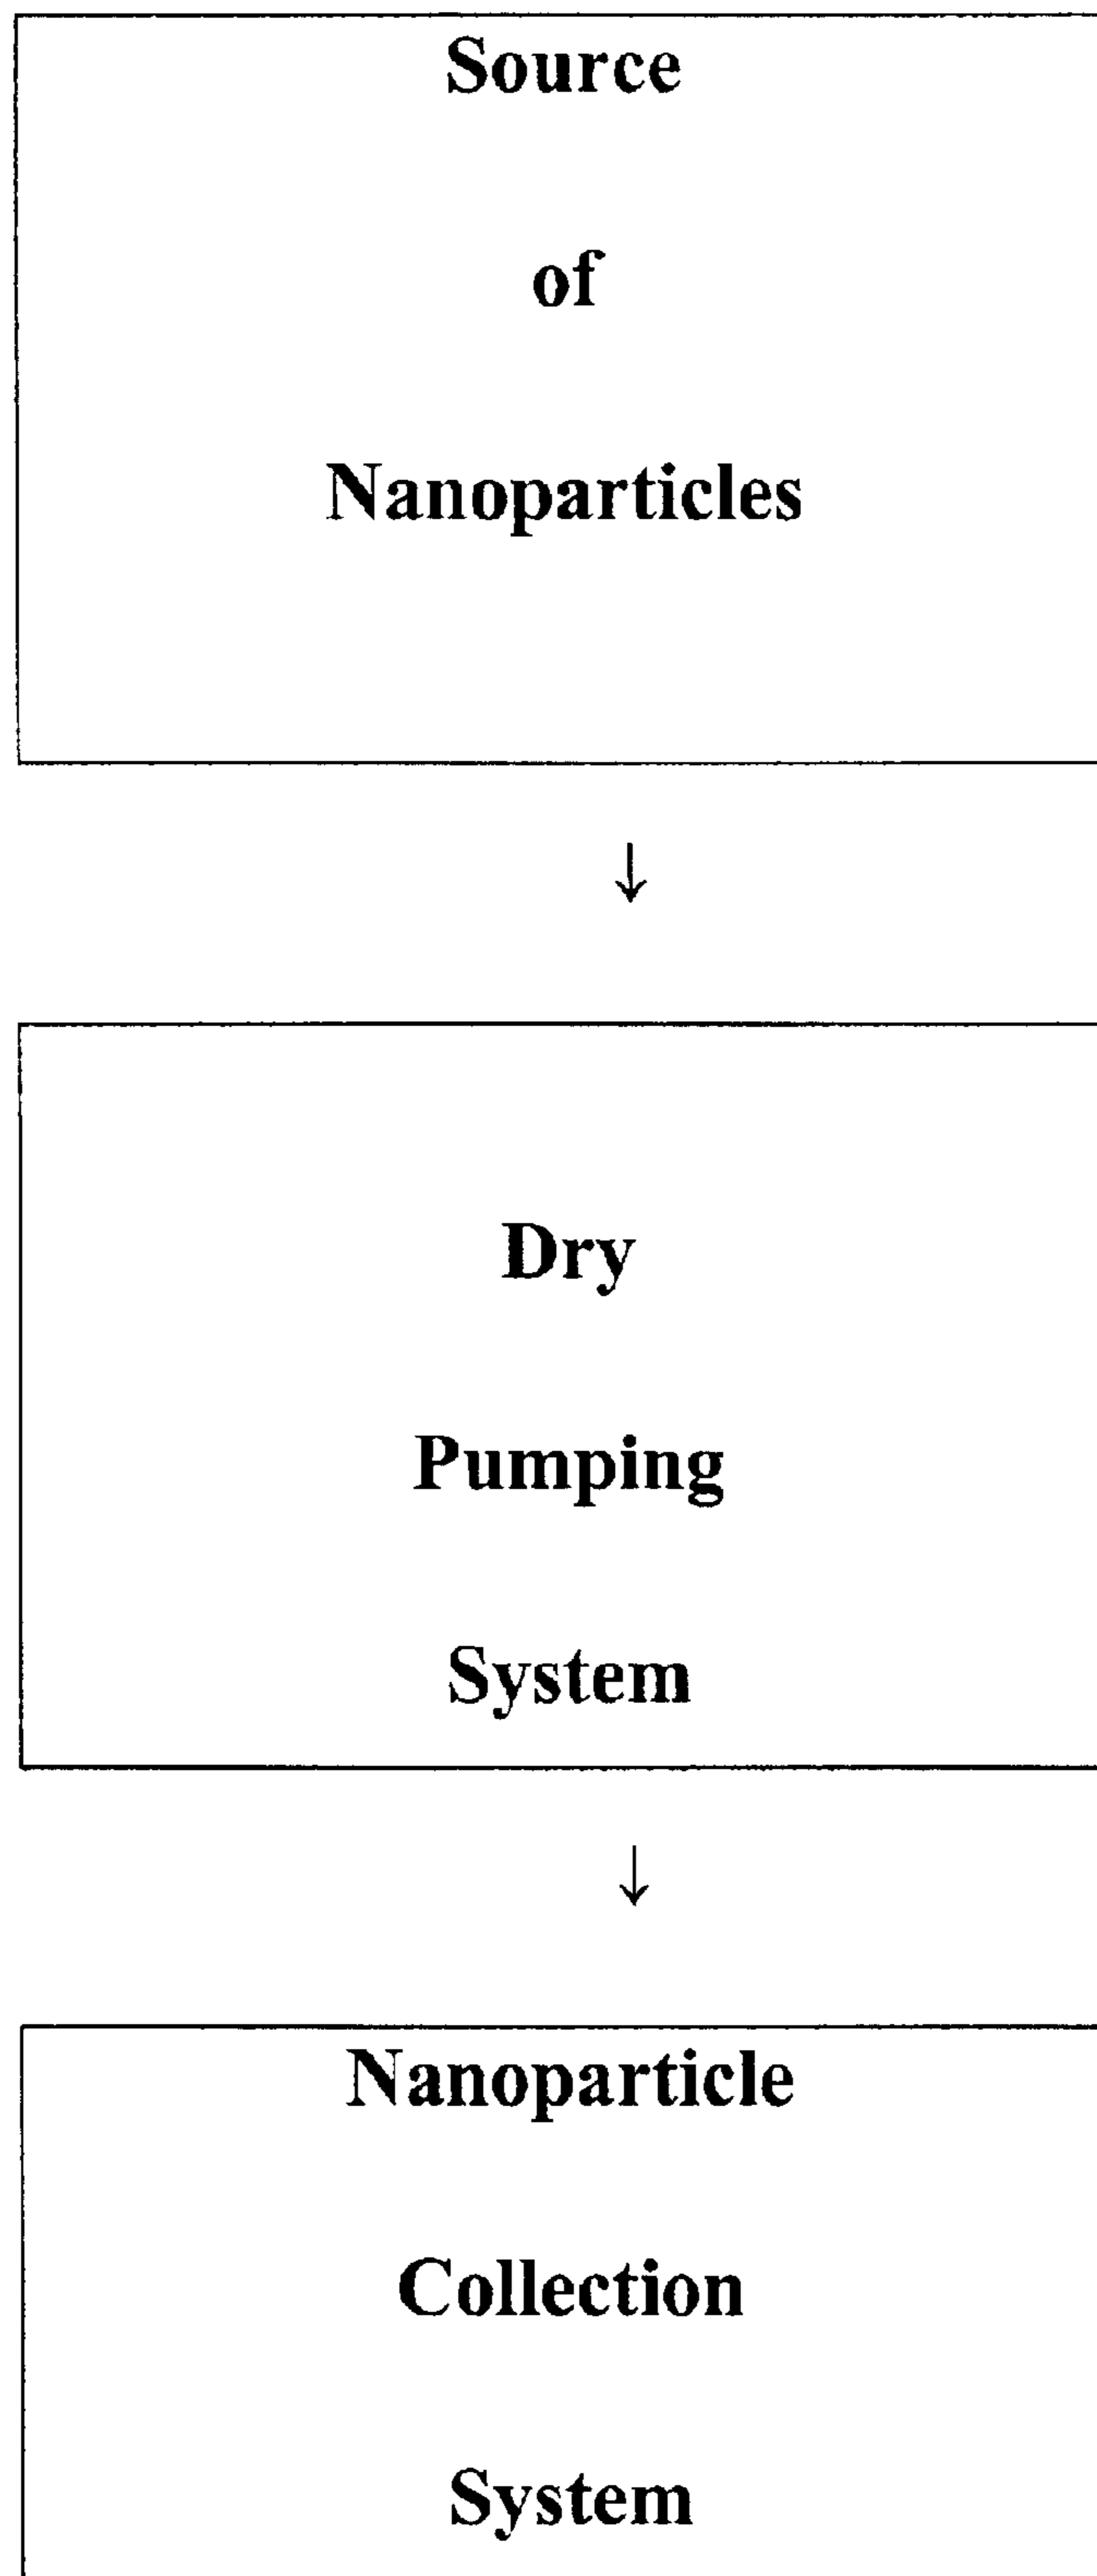 Source
of
Nanoparticles
↓
Dry
Pumping
System
↓
Nanoparticle
Collection
System